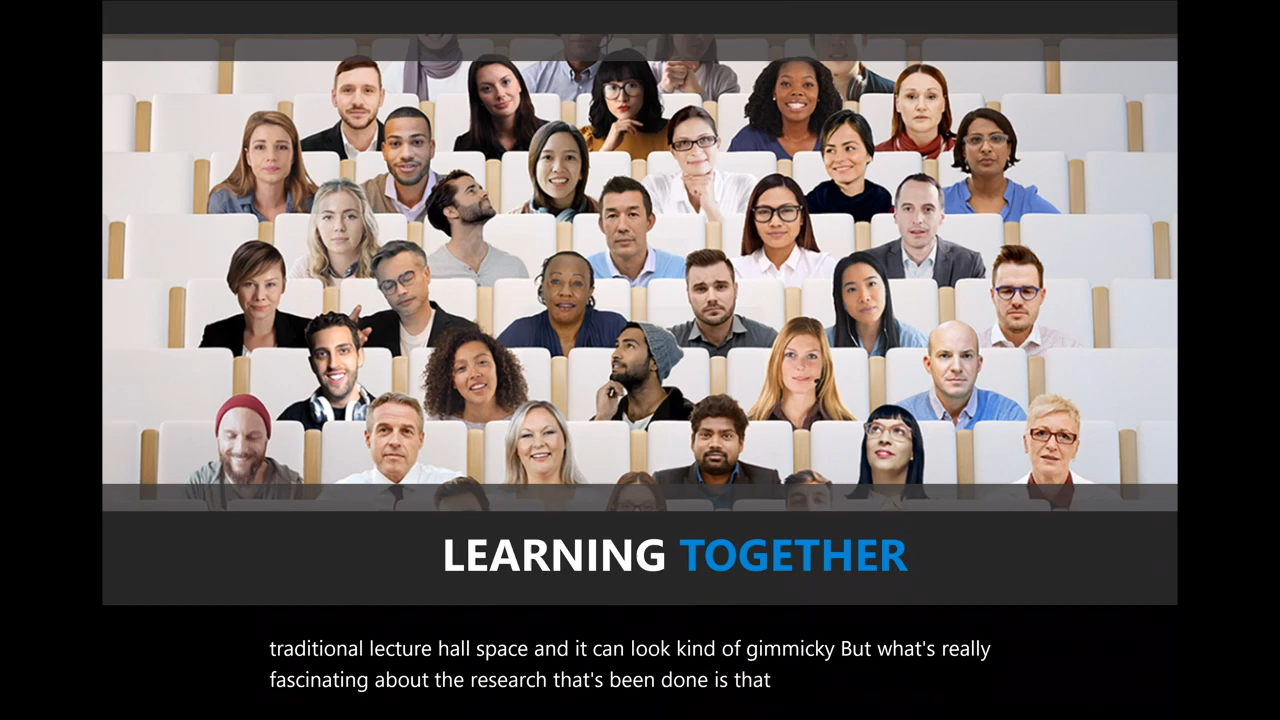 LEARNING TOGETHER
traditional lecture hall space and it can look kind of gimmicky But what's really
fascinating about the research that's been done is that